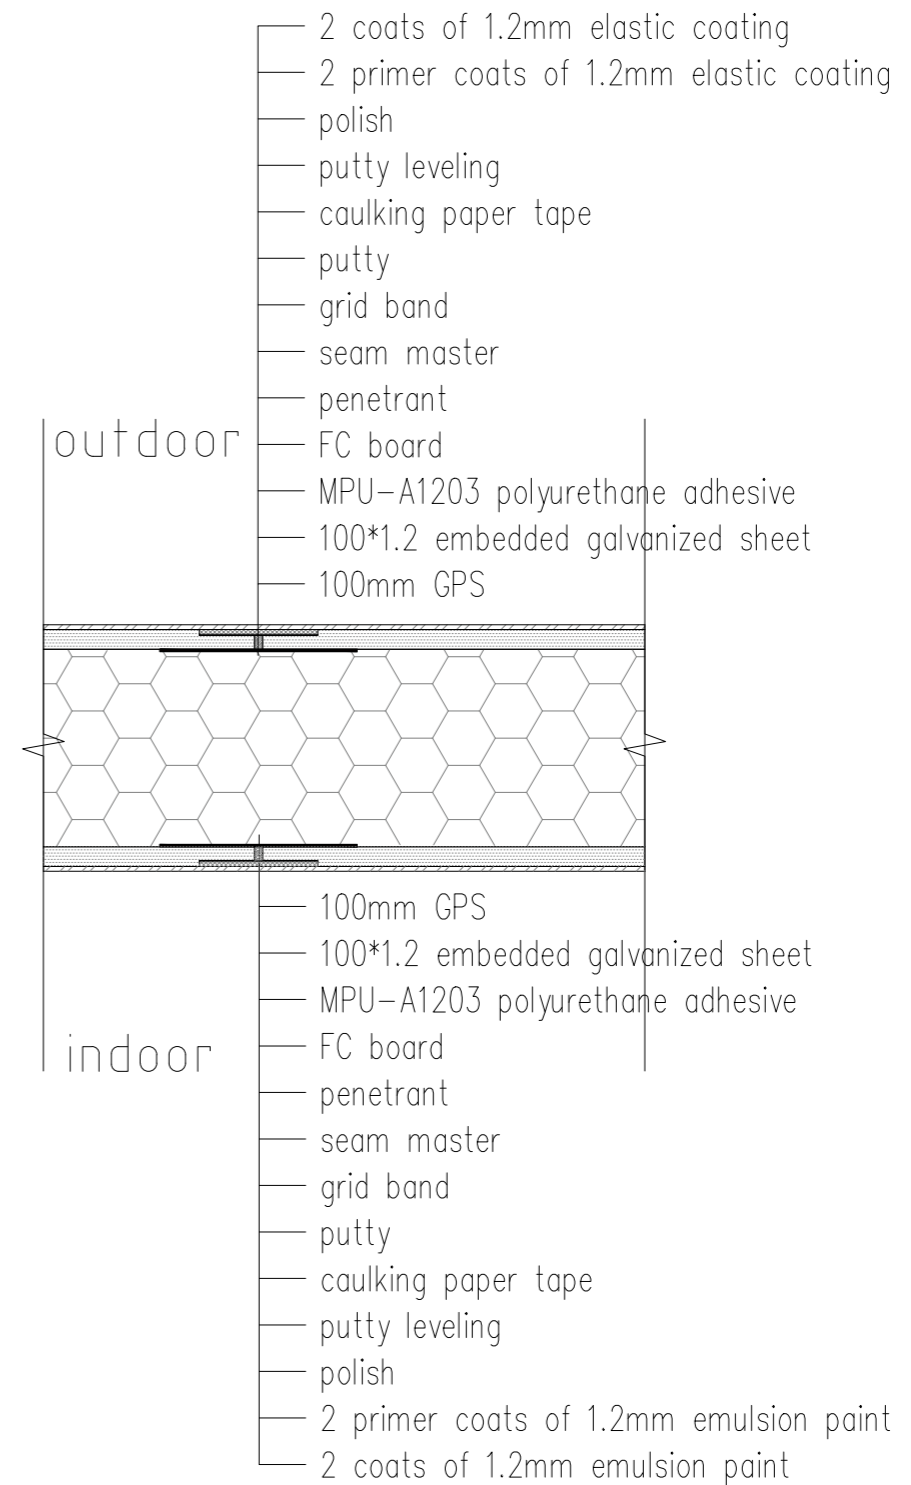 2 coats of 1.2mm elastic coating
2 primer coats of 1.2mm elastic coating
polish
putty leveling
caulking paper tape
putty
grid band
seam master
penetrant
outdoor
FC board
MPU-A1203 polyurethane adhesive
100*1.2 embedded galvanized sheet
100mm GPS
100mm GPS
100*1.2 embedded galvanized sheet
MPU-A1203 polyurethane adhesive
indoor
FC board
penetrant
seam master
grid band
putty
caulking paper tape
putty leveling
polish
2 primer coats of 1.2mm emulsion paint
2 coats of 1.2mm emulsion paint